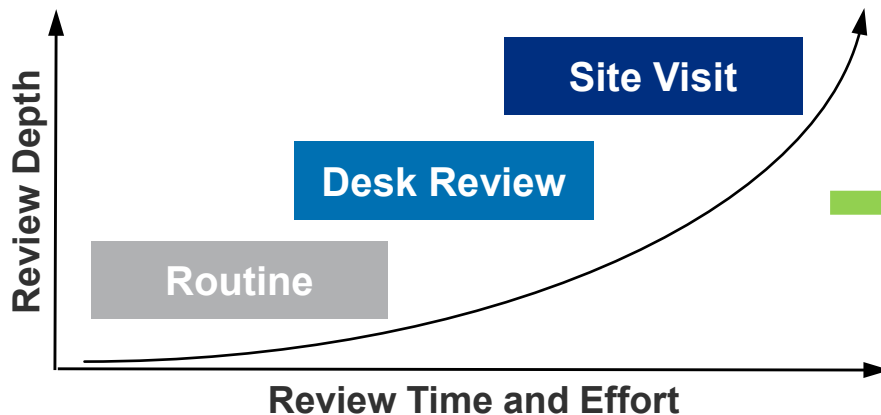 Site Visit
Desk Review
Routine
Review Depth
Review Time and Effort